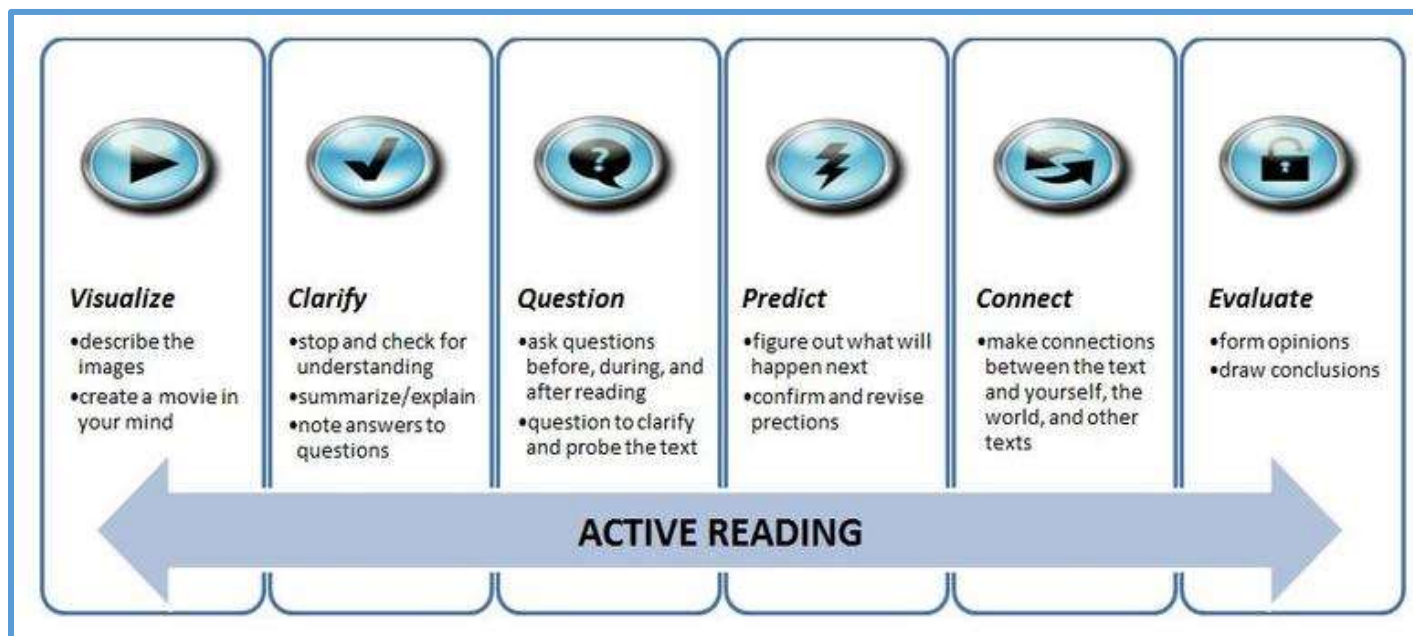 Visualize
•describe the
images
•create a movie in
your mind
Clarify
•stop and check for
understanding
•summarize/explain
•note answers to
questions
?
Question
•ask questions
before, during, and
after reading
•question to clarify
and probe the text
Predict
•figure out what will
happen next
•confirm and revise
prections
Connect
•make connections
between the text
and yourself, the
world, and other
texts
Evaluate
•form opinions
•draw conclusions
ACTIVE READING